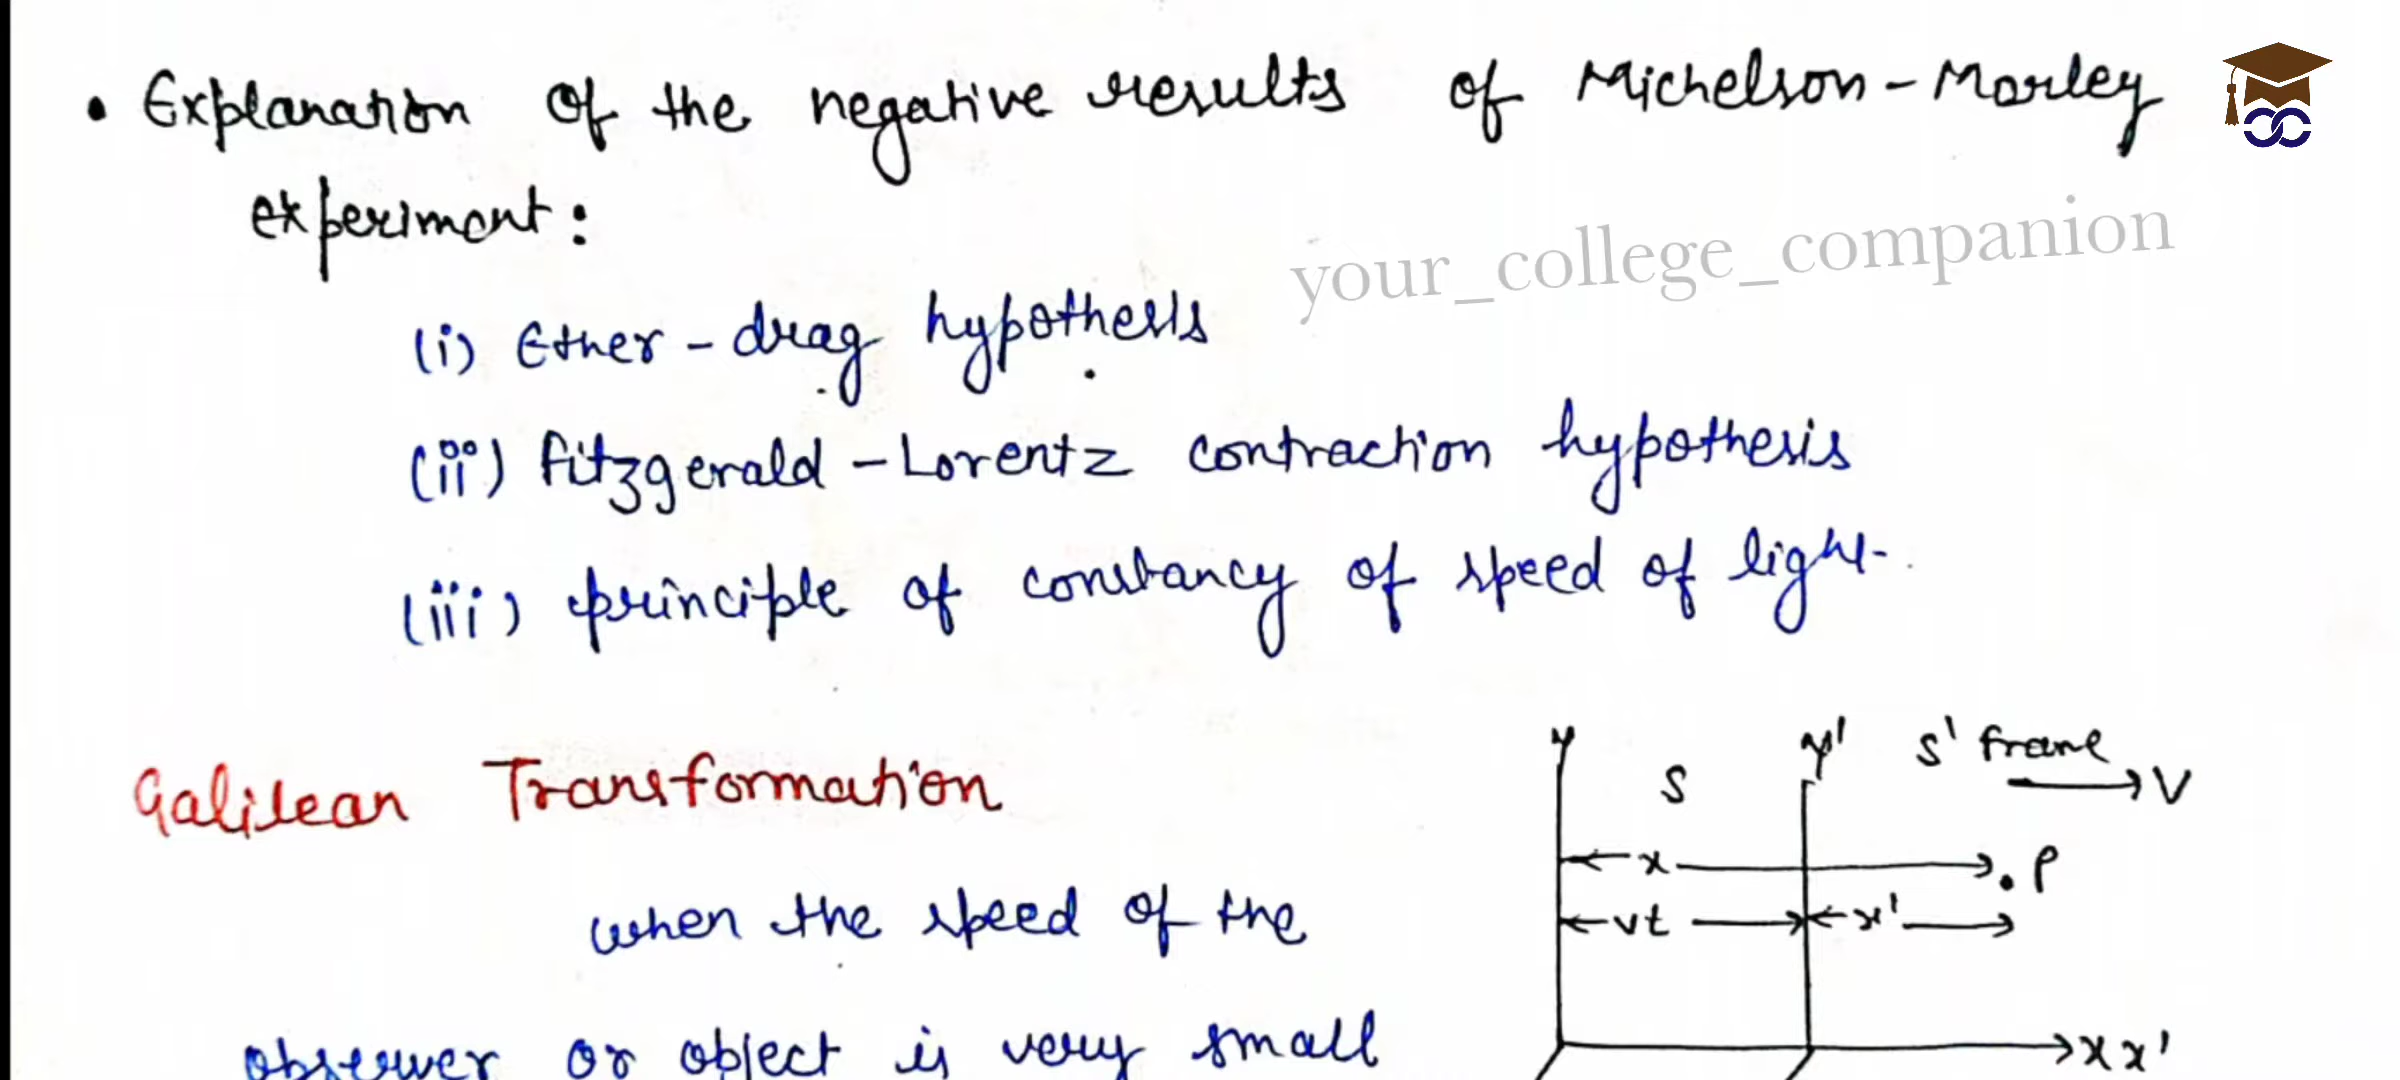 • Explanation of the negative results of Michelson-Morley
experiment:
your_college_companion
(i) Ether-drag hypothesis
(ii) fitzgerald-Lorentz contraction hypothesis
(iii) principle of constancy of speed of light.
Galilean Transformation
when the speed of the
observer or object is very small
y y' S' frame
S v
x . P
vt x'
x x'